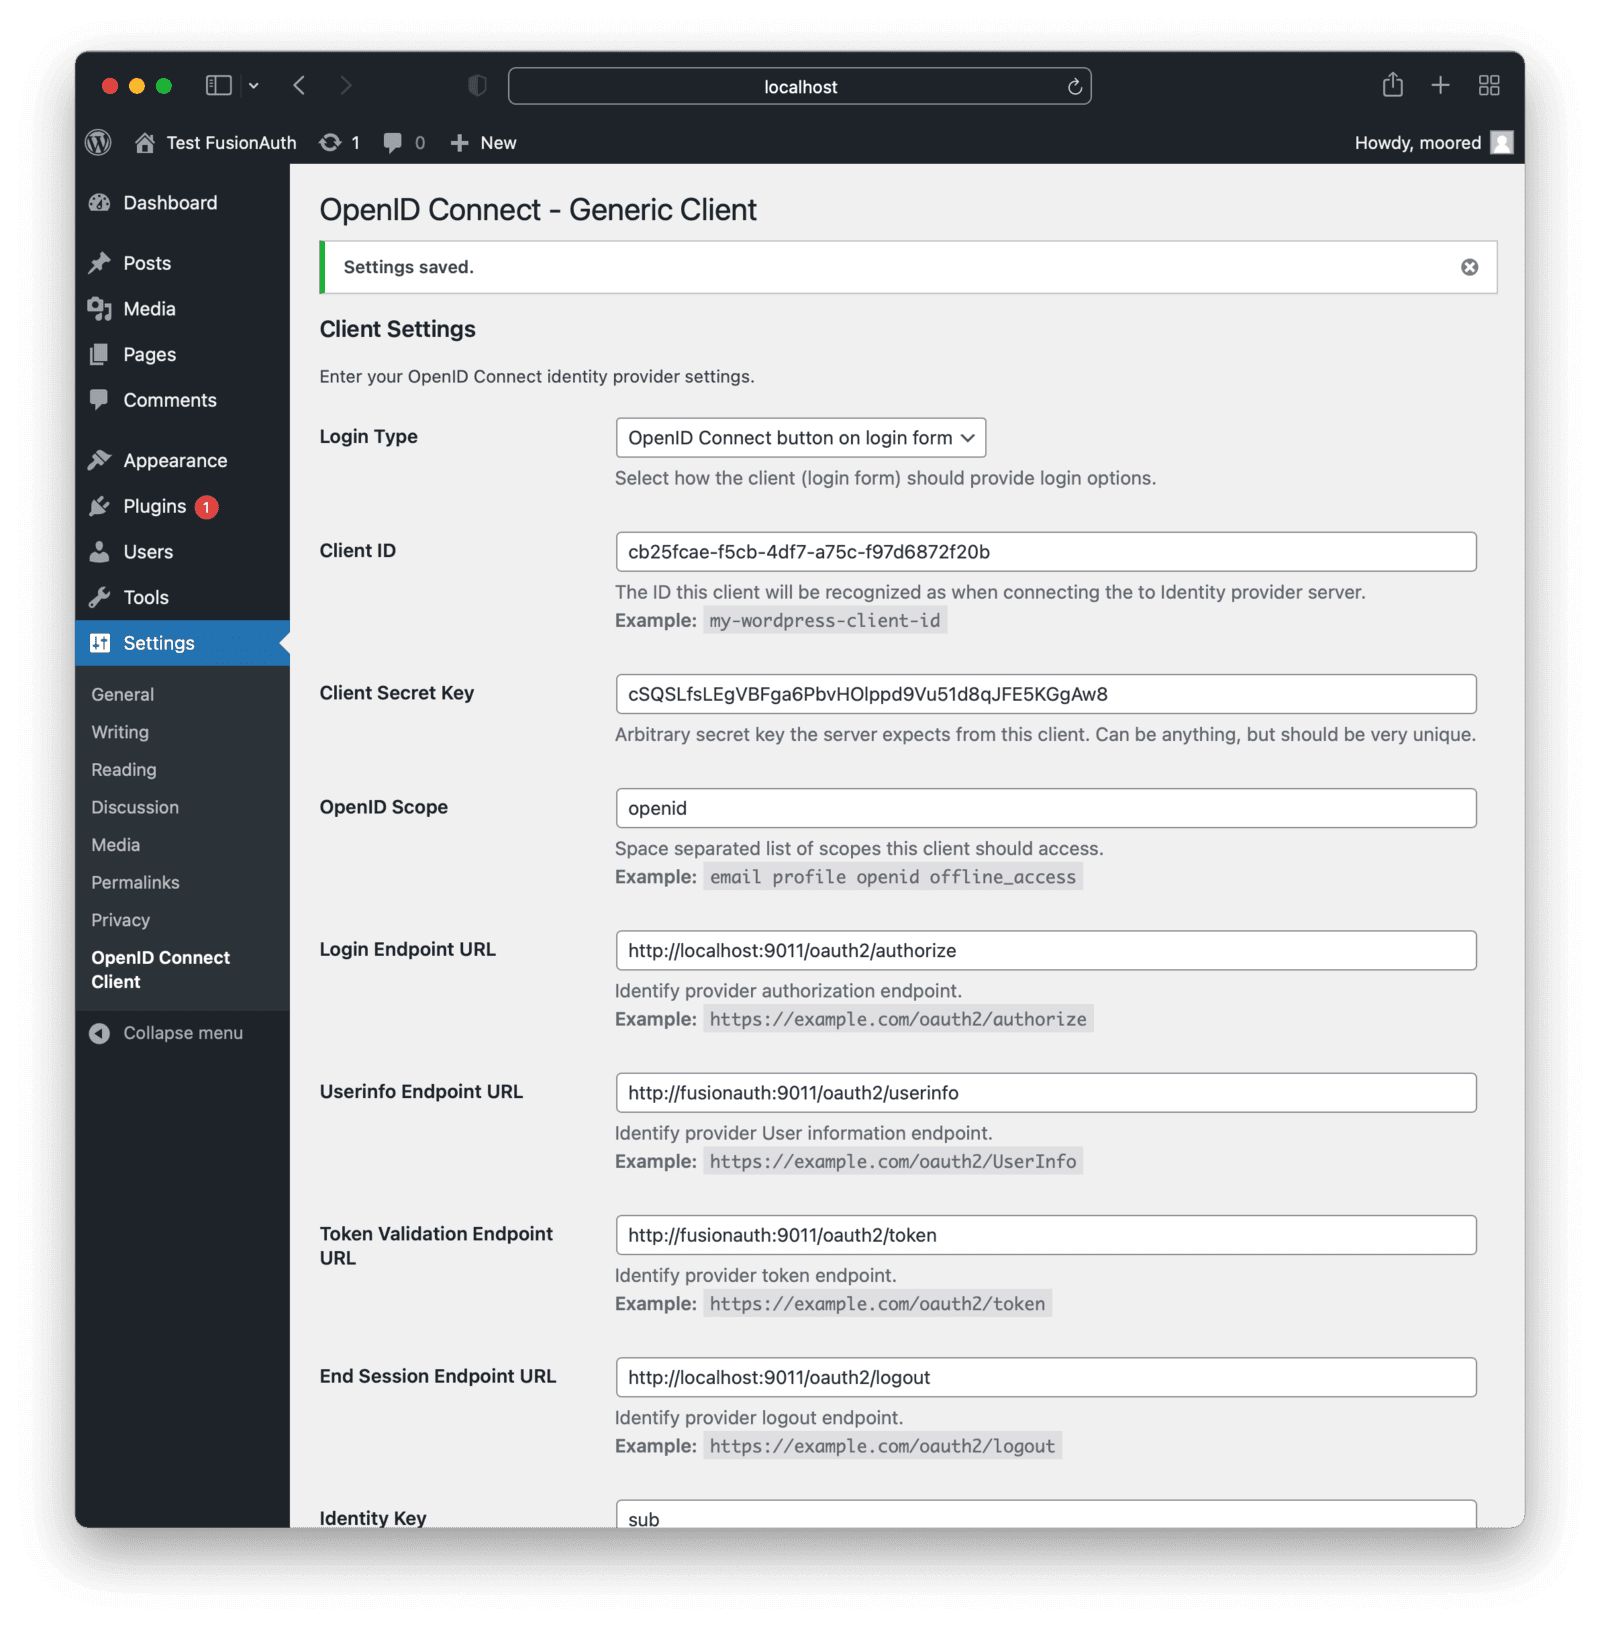 localhost
Test FusionAuth 1 0 New Howdy, moored
Dashboard
Posts
Media
Pages
Comments
Appearance
Plugins 1
Users
Tools
Settings
General
Writing
Reading
Discussion
Media
Permalinks
Privacy
OpenID Connect
Client
Collapse menu
OpenID Connect - Generic Client
Settings saved.
Client Settings
Enter your OpenID Connect identity provider settings.
Login Type
OpenID Connect button on login form
Select how the client (login form) should provide login options.
Client ID
cb25fcae-f5cb-4df7-a75c-f97d6872f20b
The ID this client will be recognized as when connecting the to Identity provider server.
Example: my-wordpress-client-id
Client Secret Key
cSQSLfsLEgVBFga6PbvHOlppd9Vu51d8qJFE5KGgAw8
Arbitrary secret key the server expects from this client. Can be anything, but should be very unique.
OpenID Scope
openid
Space separated list of scopes this client should access.
Example: email profile openid offline_access
Login Endpoint URL
http://localhost:9011/oauth2/authorize
Identify provider authorization endpoint.
Example: https://example.com/oauth2/authorize
Userinfo Endpoint URL
http://fusionauth:9011/oauth2/userinfo
Identify provider User information endpoint.
Example: https://example.com/oauth2/UserInfo
Token Validation Endpoint
URL
http://fusionauth:9011/oauth2/token
Identify provider token endpoint.
Example: https://example.com/oauth2/token
End Session Endpoint URL
http://localhost:9011/oauth2/logout
Identify provider logout endpoint.
Example: https://example.com/oauth2/logout
Identity Key
sub